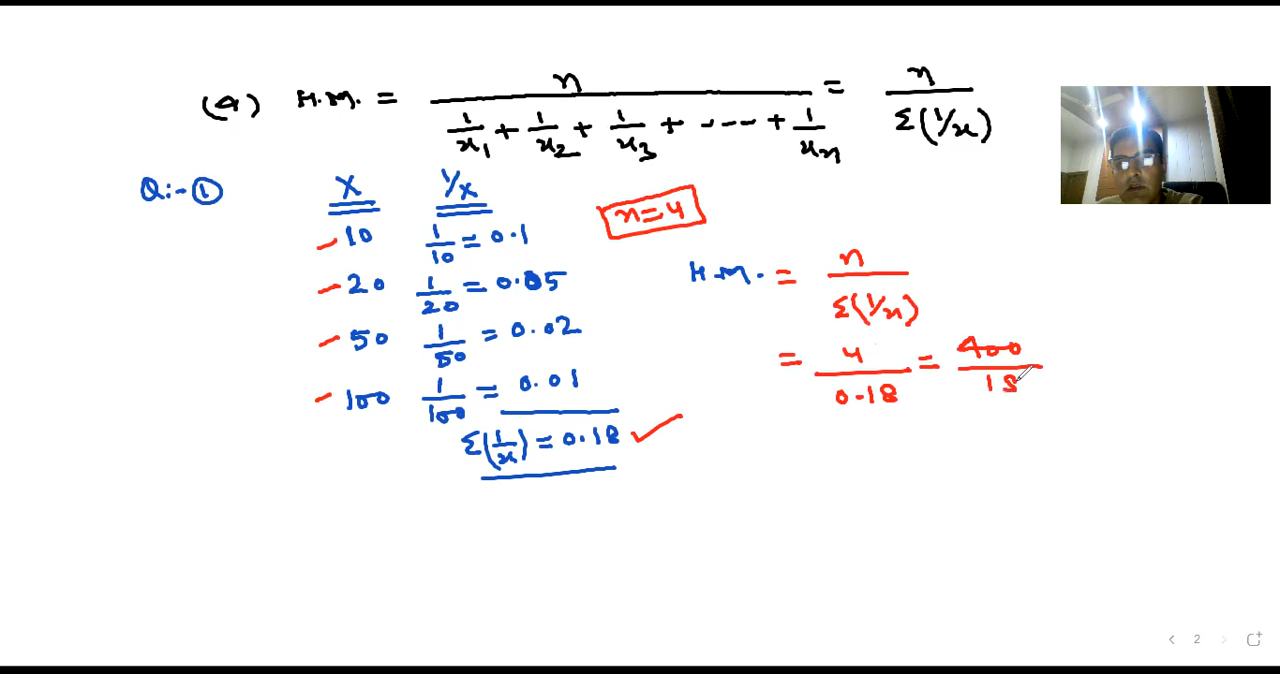 (4) H.M. = n / (1/x₁ + 1/x₂ + 1/x₃ + ---- + 1/xₙ) = n / Σ(1/x)
Q:- ①
X 1/X
10 1/10 = 0.1
20 1/20 = 0.05
50 1/50 = 0.02
100 1/100 = 0.01
Σ(1/x) = 0.18
n = 4
H.M. = n / Σ(1/x)
= 4 / 0.18 = 400 / 18
2